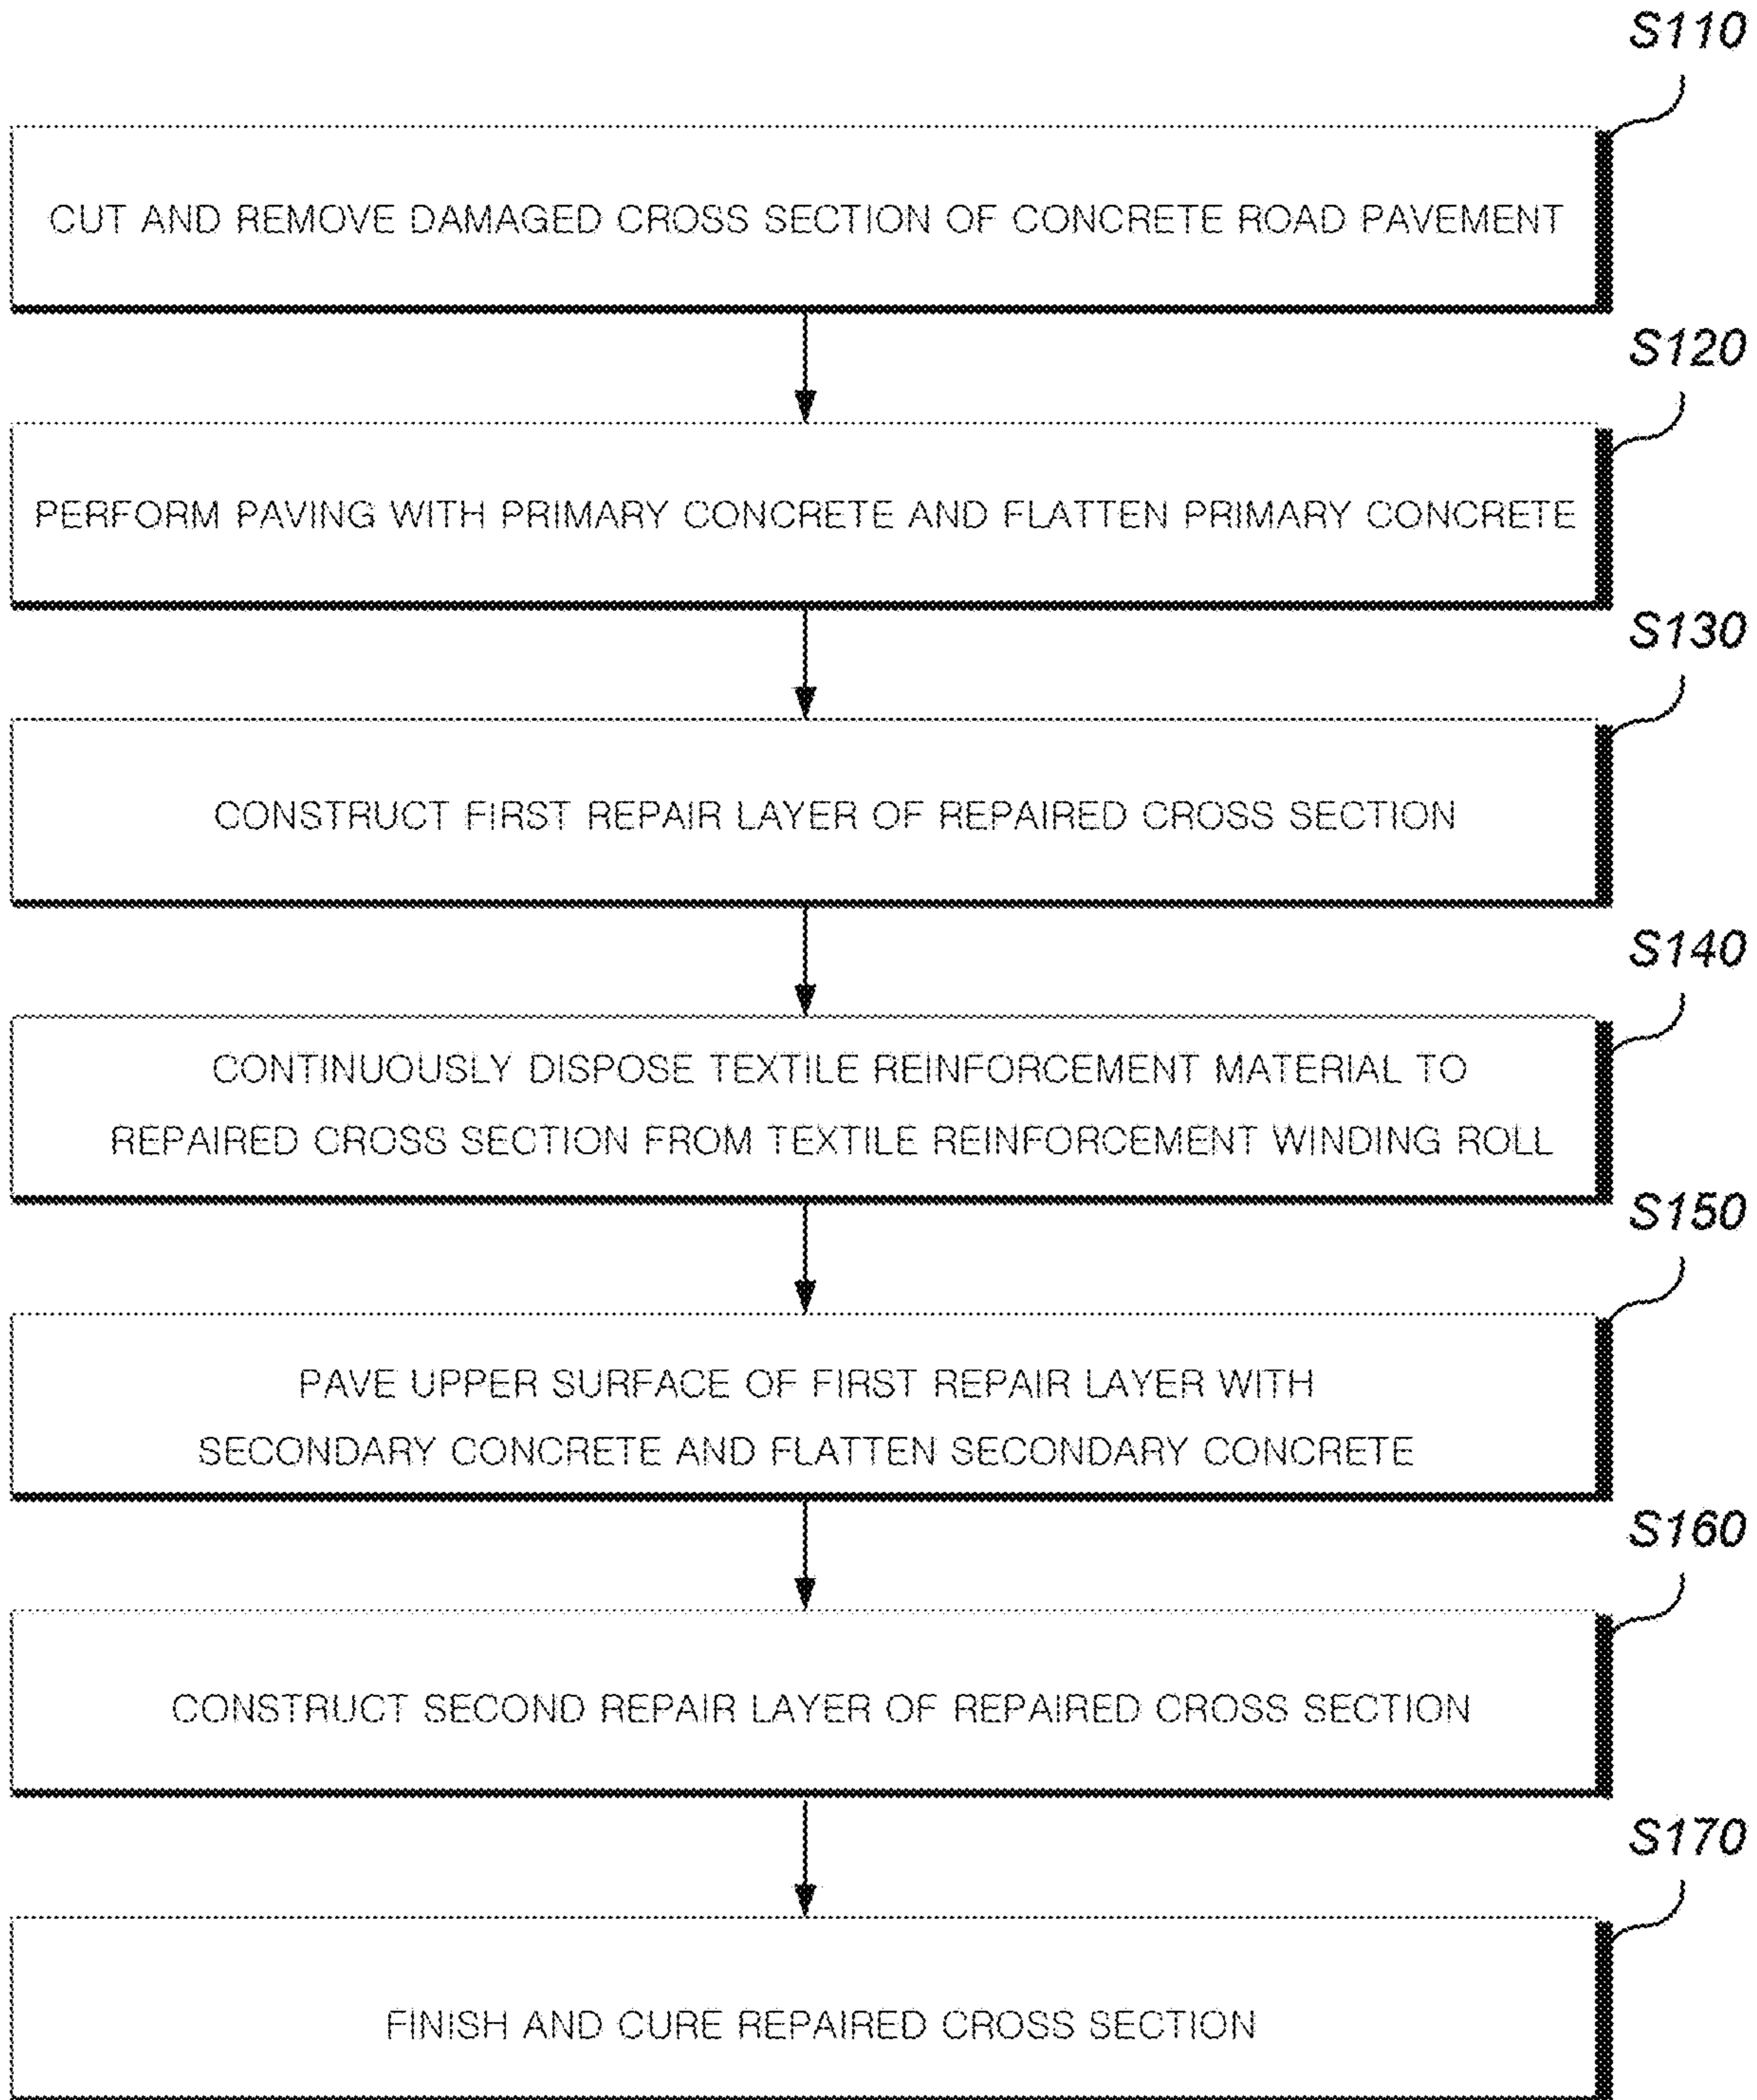 S110
CUT AND REMOVE DAMAGED CROSS SECTION OF CONCRETE ROAD PAVEMENT
S120
PERFORM PAVING WITH PRIMARY CONCRETE AND FLATTEN PRIMARY CONCRETE
S130
CONSTRUCT FIRST REPAIR LAYER OF REPAIRED CROSS SECTION
S140
CONTINUOUSLY DISPOSE TEXTILE REINFORCEMENT MATERIAL TO
REPAIRED CROSS SECTION FROM TEXTILE REINFORCEMENT WINDING ROLL
S150
PAVE UPPER SURFACE OF FIRST REPAIR LAYER WITH
SECONDARY CONCRETE AND FLATTEN SECONDARY CONCRETE
S160
CONSTRUCT SECOND REPAIR LAYER OF REPAIRED CROSS SECTION
S170
FINISH AND CURE REPAIRED CROSS SECTION